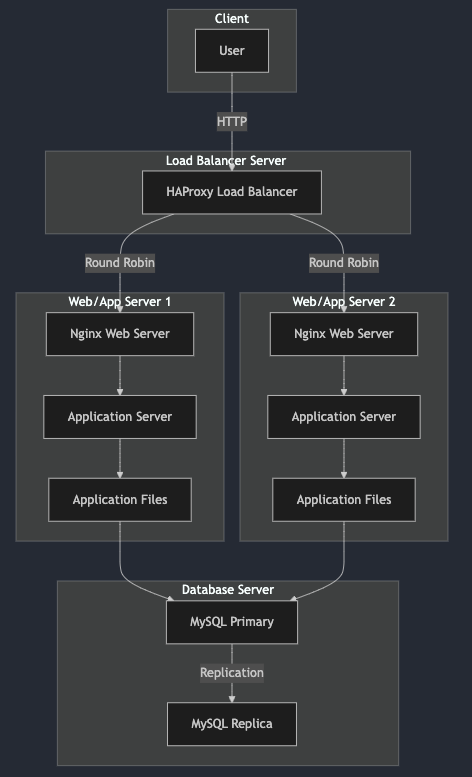 Client
User
HTTP
Load Balancer Server
HAProxy Load Balancer
Round Robin
Round Robin
Web/App Server 1
Web/App Server 2
Nginx Web Server
Nginx Web Server
Application Server
Application Server
Application Files
Application Files
Database Server
MySQL Primary
Replication
MySQL Replica